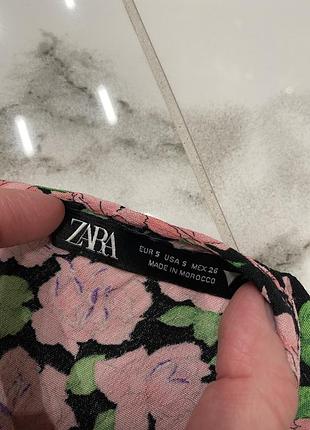 ZARA
EUR S USA S MEX 26
MADE IN MOROCCO